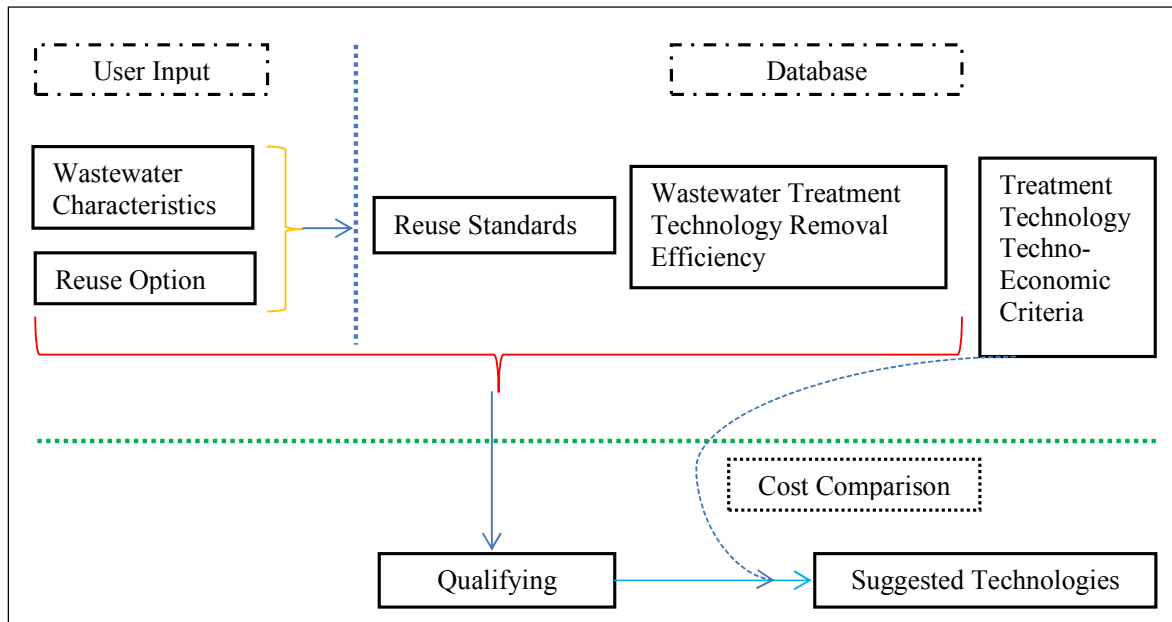 User Input
Database
Wastewater
Characteristics
Reuse Option
Reuse Standards
Wastewater Treatment
Technology Removal
Efficiency
Treatment
Technology
Techno-
Economic
Criteria
Cost Comparison
Qualifying
Suggested Technologies